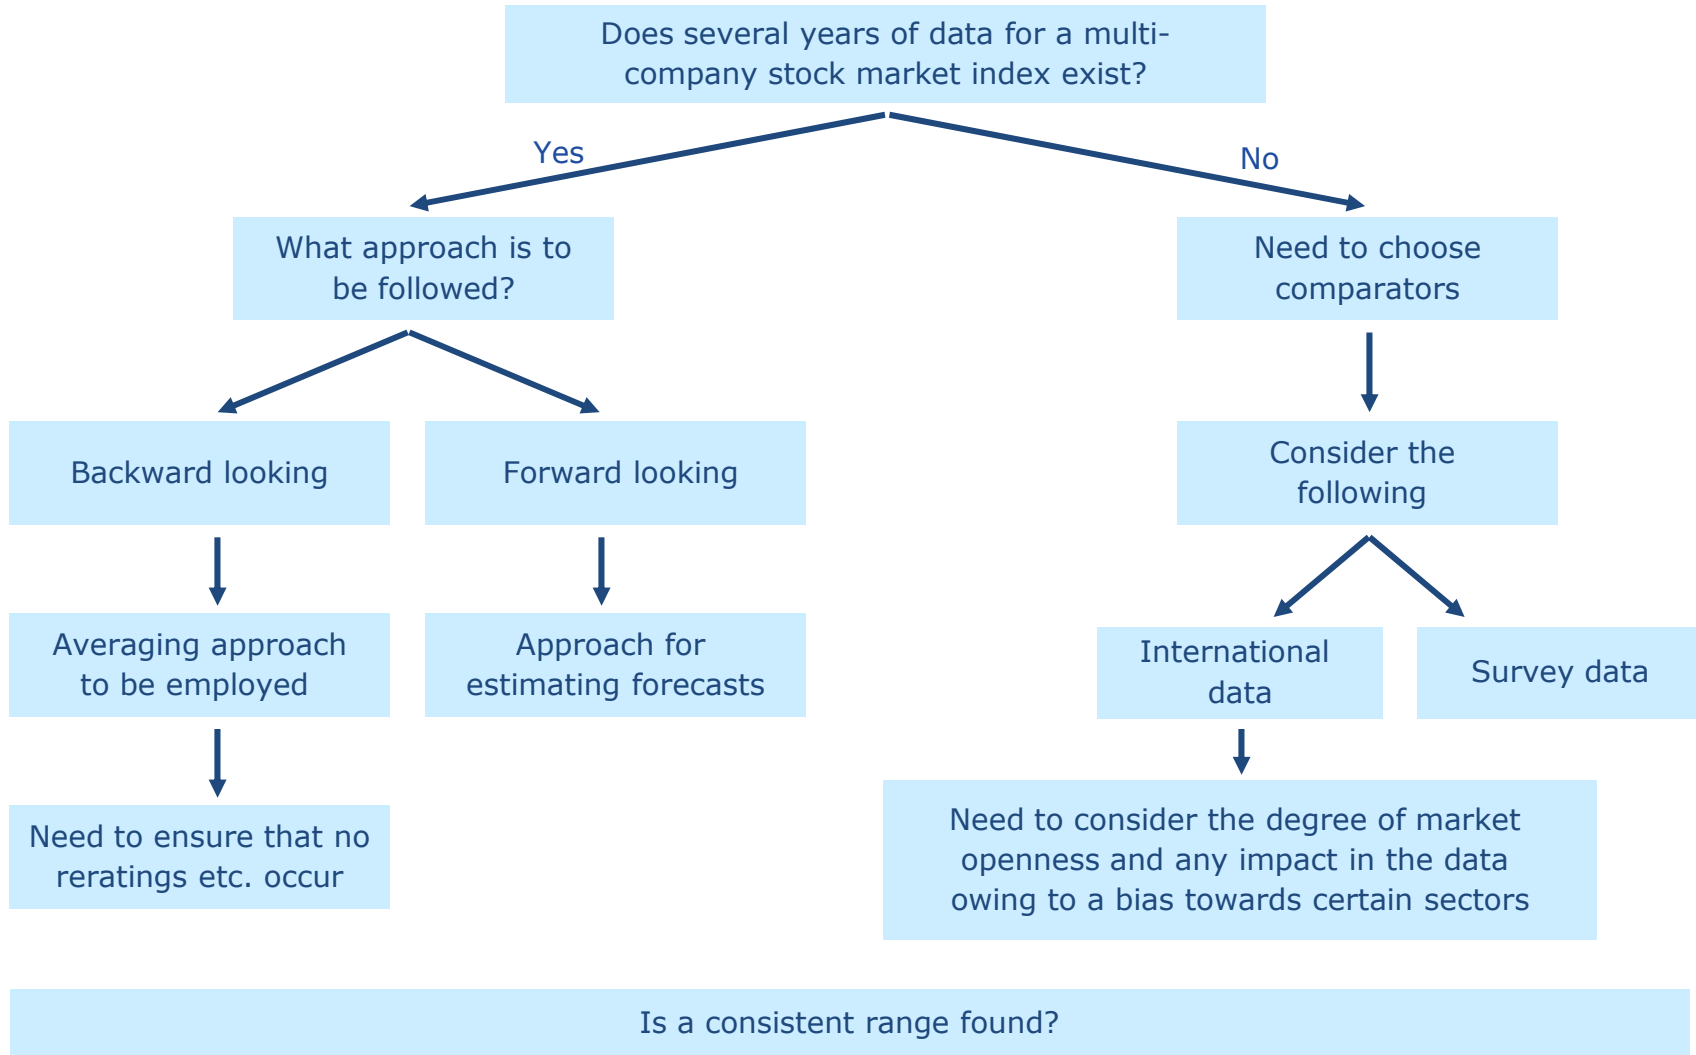 Does several years of data for a multi-
company stock market index exist?
Yes
No
What approach is to
be followed?
Need to choose
comparators
Backward looking
Forward looking
Consider the
following
Averaging approach
to be employed
Approach for
estimating forecasts
International
data
Survey data
Need to ensure that no
reratings etc. occur
Need to consider the degree of market
openness and any impact in the data
owing to a bias towards certain sectors
Is a consistent range found?